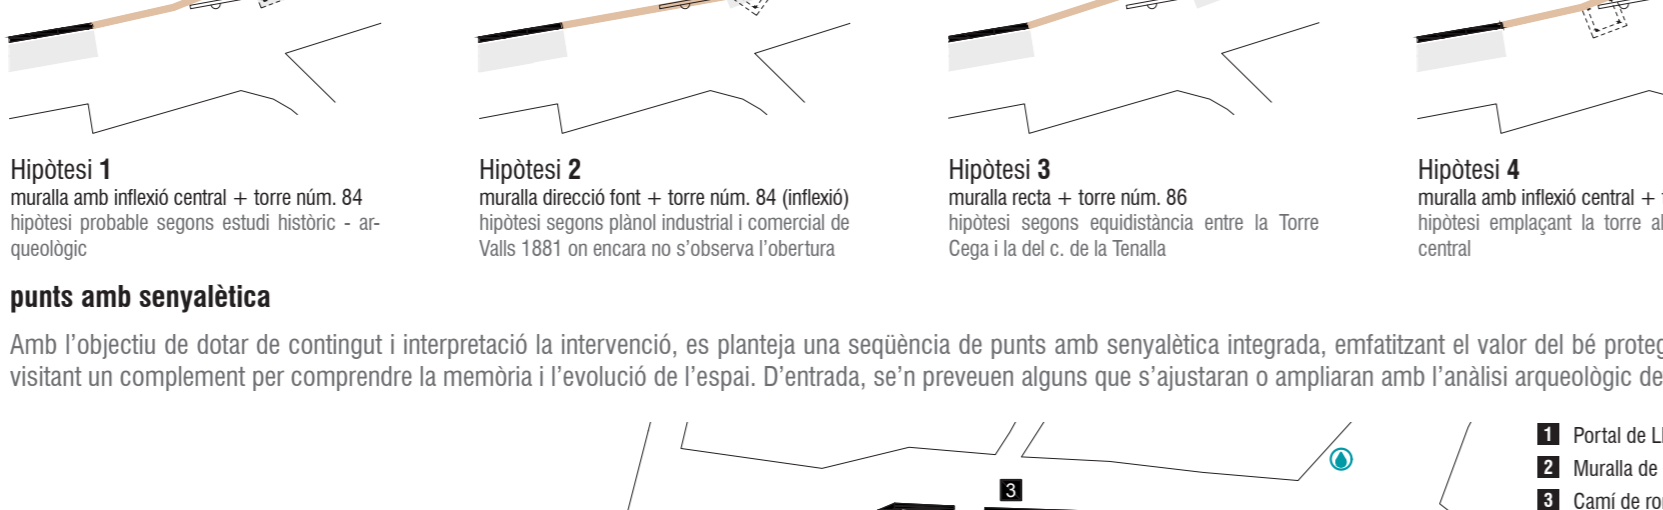 Hipòtesi 1
muralla amb inflexió central + torre núm. 84
hipòtesi probable segons estudi històric - ar-
queològic
Hipòtesi 2
muralla direcció font + torre núm. 84 (inflexió)
hipòtesi segons plànol industrial i comercial de
Valls 1881 on encara no s’observa l’obertura
Hipòtesi 3
muralla recta + torre núm. 86
hipòtesi segons equidistància entre la Torre
Cega i la del c. de la Tenalla
Hipòtesi 4
muralla amb inflexió central +
hipòtesi emplaçant la torre
central
punts amb senyalètica
Amb l’objectiu de dotar de contingut i interpretació la intervenció, es planteja una seqüència de punts amb senyalètica integrada, emfatitzant el valor del bé
visitant un complement per comprendre la memòria i l’evolució de l’espai. D’entrada, se’n preveuen alguns que s’ajustaran o ampliaran amb l’anàlisi arqueològic de
3
1 Portal de
2 Muralla de
3 Camí de